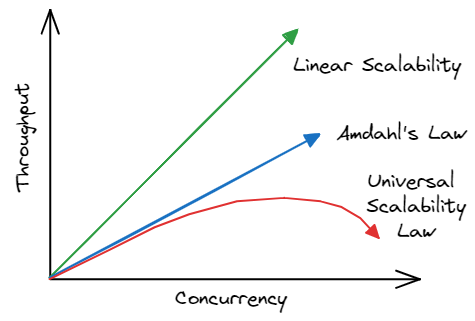 Linear Scalability
Throughput
Amdahl's Law
Universal
Scalability
Law
Concurrency